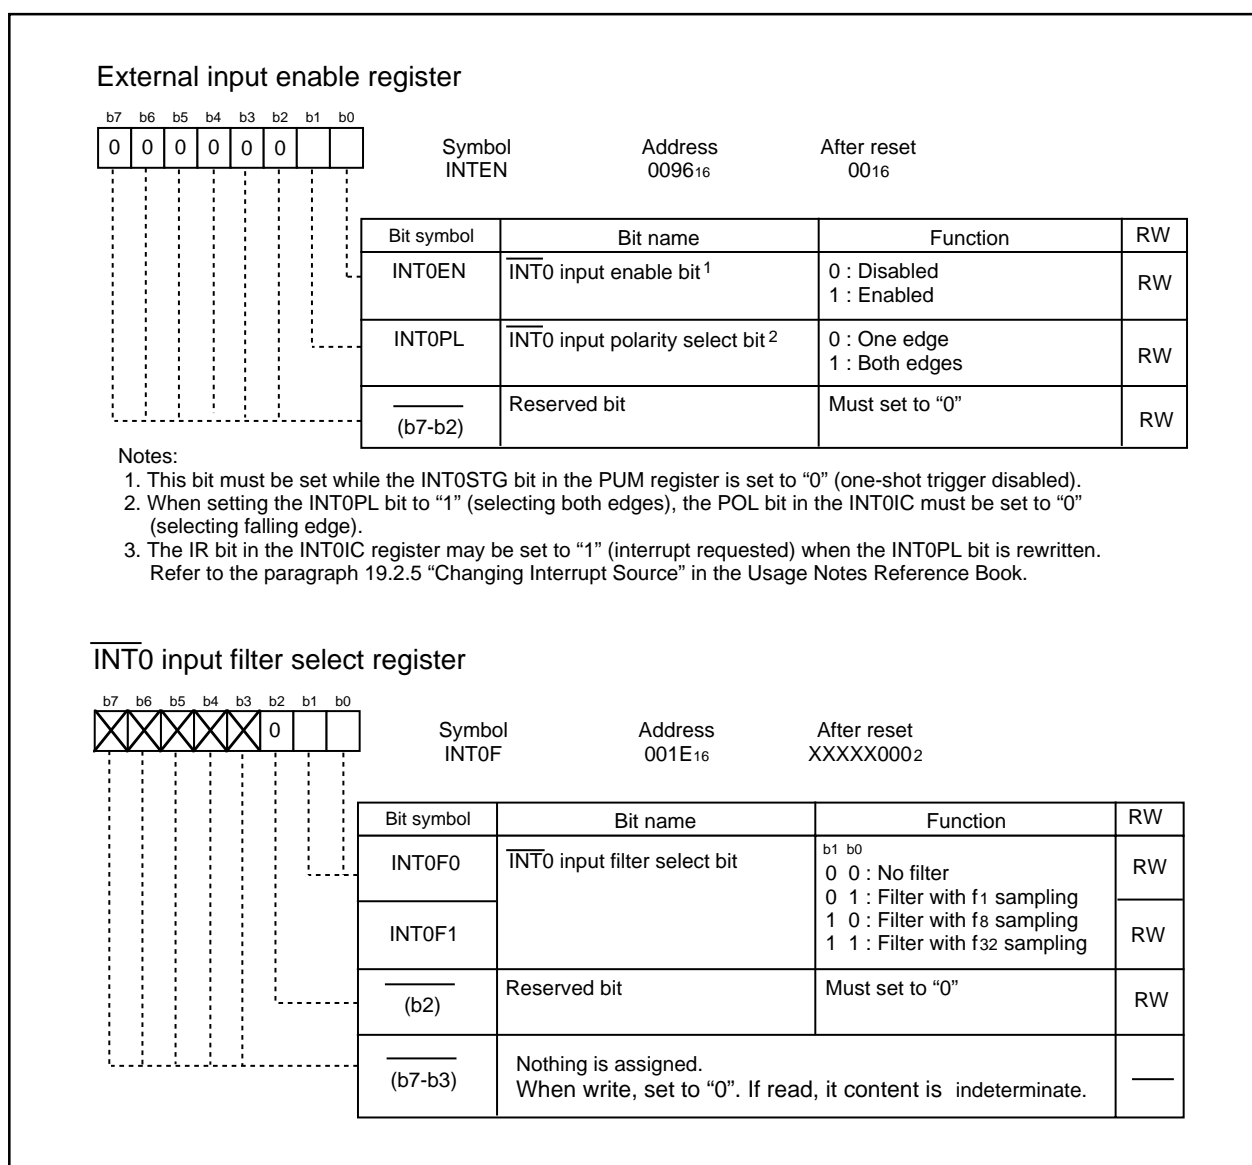 External input enable register
b7 b6 b5 b4 b3 b2 b1 b0
0 0 0 0 0 0
Symbol Address After reset
INTEN 009616 0016
Bit symbol Bit name Function RW
INT0EN INT0 input enable bit 1 0 : Disabled
1 : Enabled RW
INT0PL INT0 input polarity select bit 2 0 : One edge
1 : Both edges RW
(b7-b2) Reserved bit Must set to “0” RW
Notes:
1. This bit must be set while the INT0STG bit in the PUM register is set to “0” (one-shot trigger disabled).
2. When setting the INT0PL bit to “1” (selecting both edges), the POL bit in the INT0IC must be set to “0”
(selecting falling edge).
3. The IR bit in the INT0IC register may be set to “1” (interrupt requested) when the INT0PL bit is rewritten.
Refer to the paragraph 19.2.5 “Changing Interrupt Source” in the Usage Notes Reference Book.
INT0 input filter select register
b7 b6 b5 b4 b3 b2 b1 b0
0
Symbol Address After reset
INT0F 001E16 XXXXX0002
Bit symbol Bit name Function RW
INT0F0 INT0 input filter select bit b1 b0
0 0 : No filter RW
0 1 : Filter with f1 sampling
1 0 : Filter with f8 sampling
INT0F1 1 1 : Filter with f32 sampling RW
(b2) Reserved bit Must set to “0” RW
(b7-b3) Nothing is assigned.
When write, set to “0”. If read, it content is indeterminate.